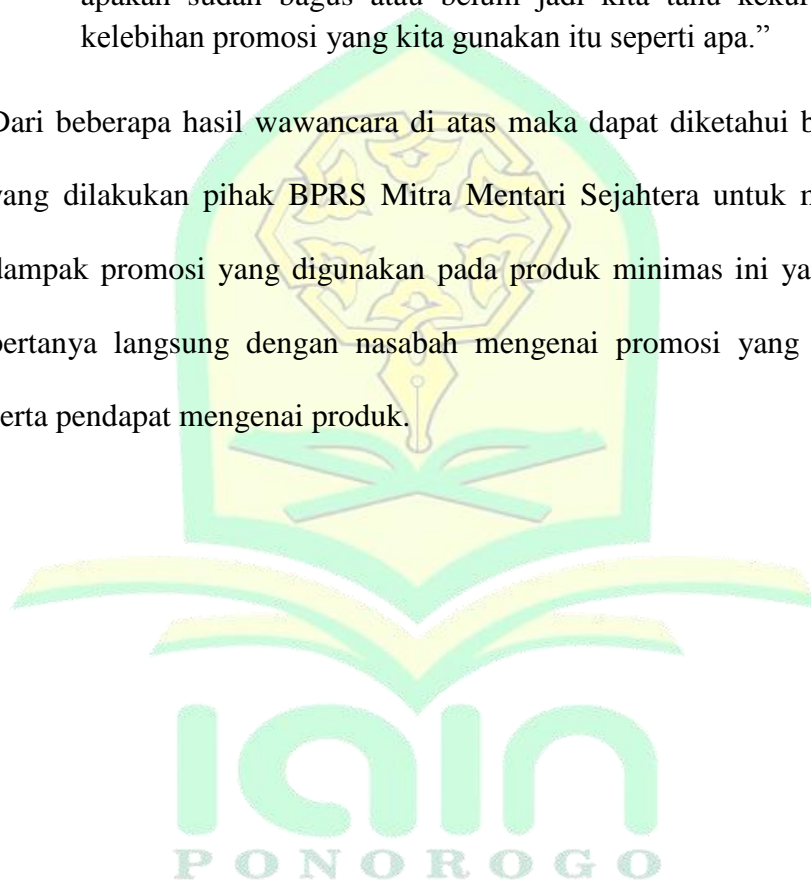 apakah sudah bagus atau belum jadi kita tahu
kelebihan promosi yang kita gunakan itu seperti apa.”
Dari beberapa hasil wawancara di atas maka dapat diketahui
yang dilakukan pihak BPRS Mitra Mentari Sejahtera untuk
dampak promosi yang digunakan pada produk minimas ini
bertanya langsung dengan nasabah mengenai promosi yang
serta pendapat mengenai produk.
iain
PONOROGO